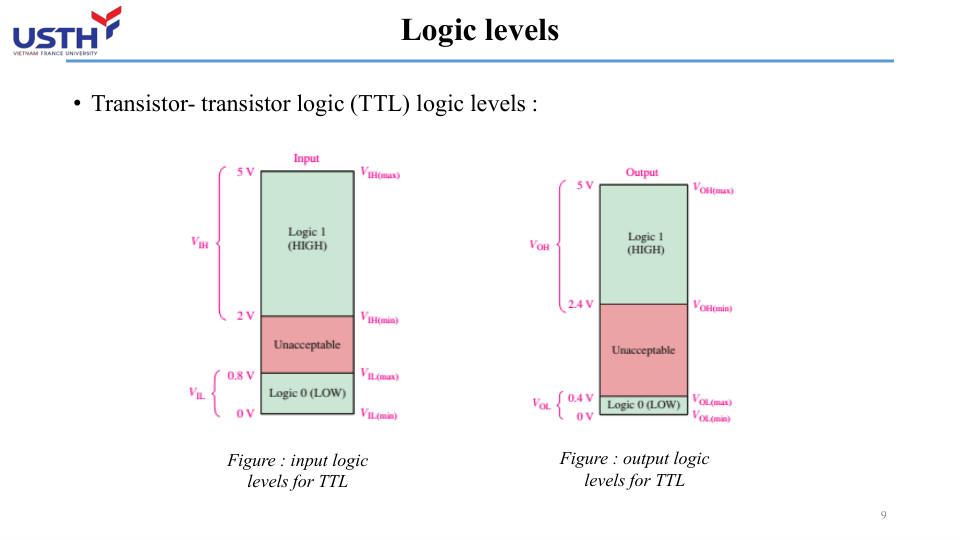 USTH
VIETNAM FRANCE UNIVERSITY
Logic levels
• Transistor- transistor logic (TTL) logic levels :
Input
5 V
VIH(max)
Logic 1
(HIGH)
VIH
2 V
VIH(min)
Unacceptable
0.8 V
VIL(max)
VIL
Logic 0 (LOW)
0 V
VIL(min)
Figure : input logic
levels for TTL
Output
5 V
VOH(max)
Logic 1
(HIGH)
VOH
2.4 V
VOH(min)
Unacceptable
0.4 V
VOL(max)
VOL
Logic 0 (LOW)
0 V
VOL(min)
Figure : output logic
levels for TTL
9